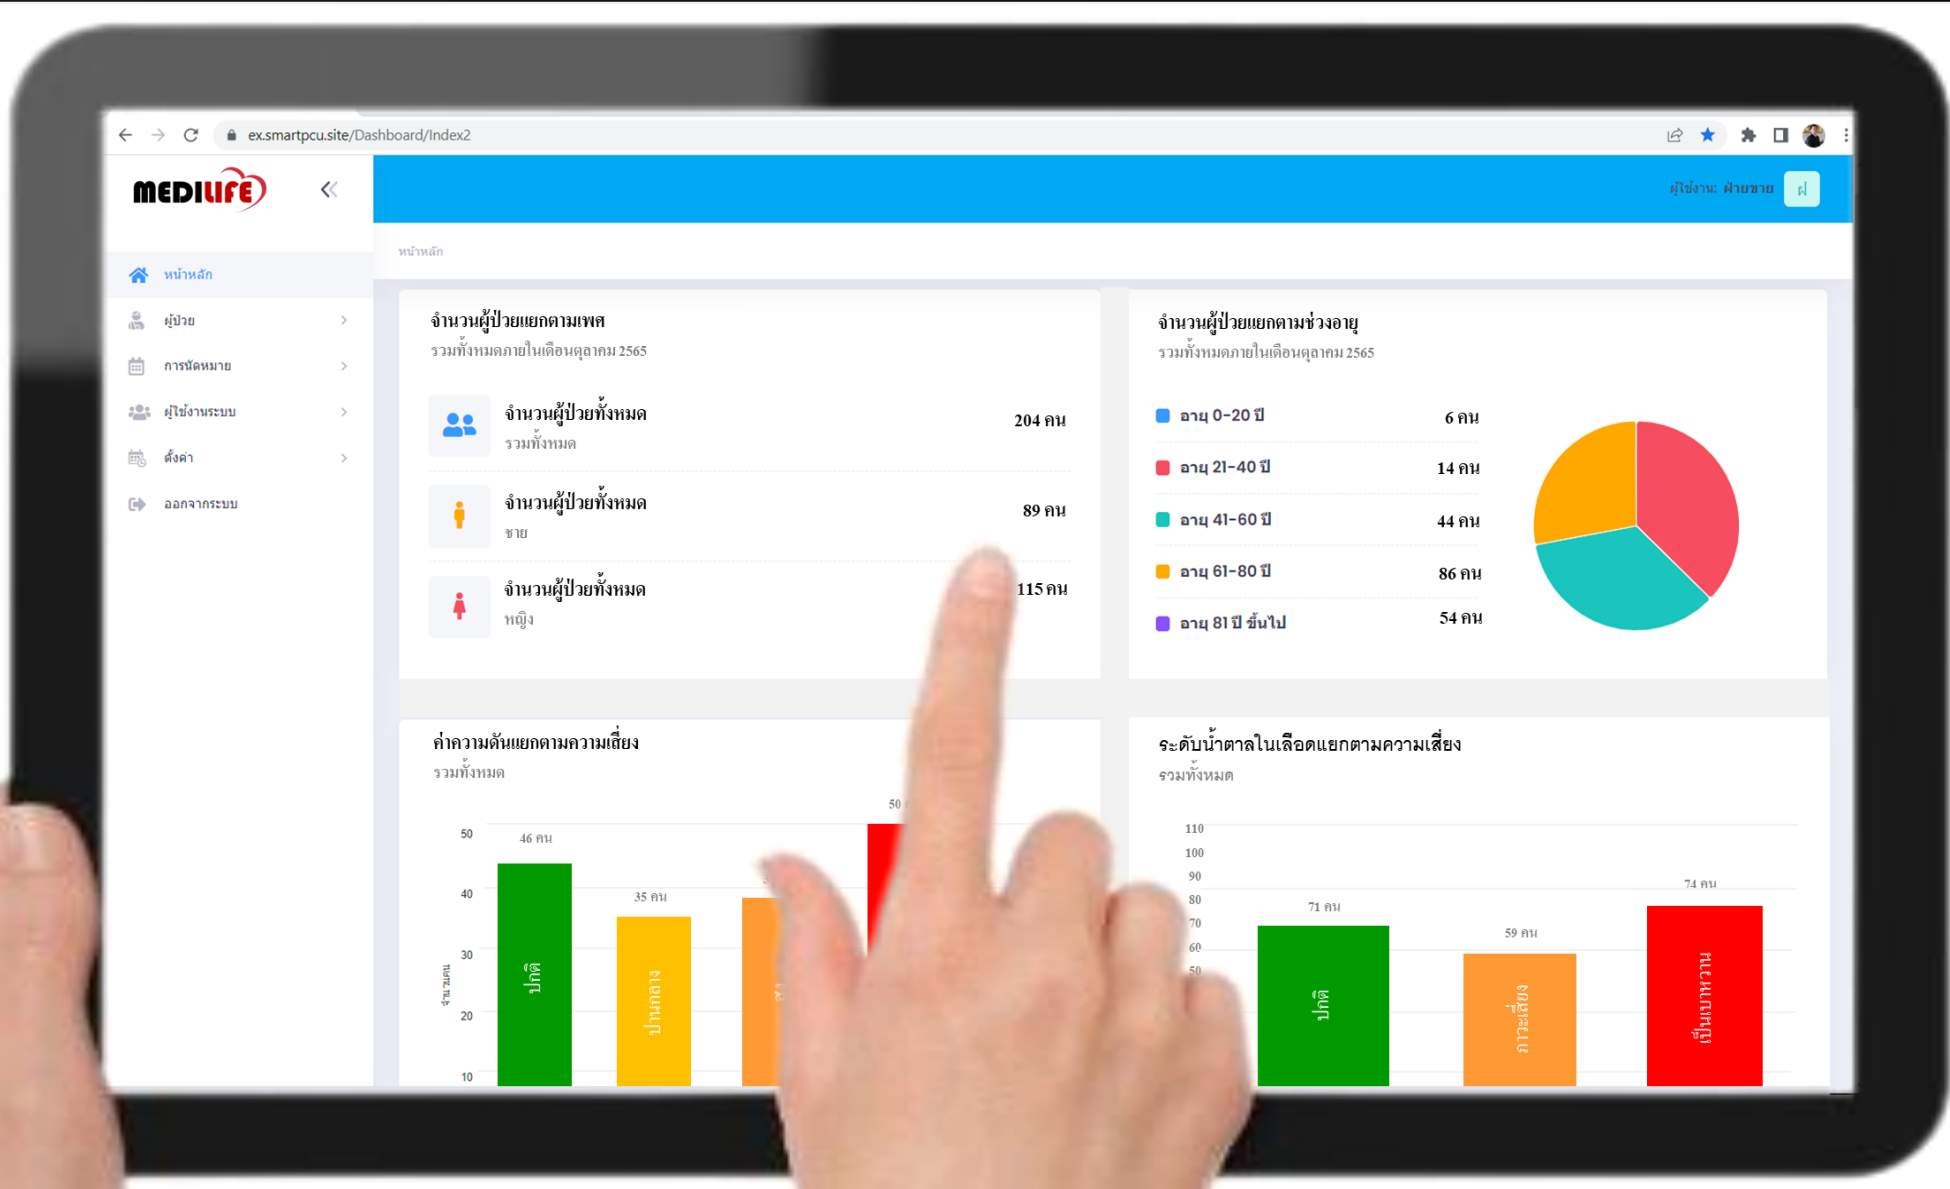 ex.smartpcu.site/Dashboard/Index2
MEDILIFE
ผู้ใช้งาน: ฝ่ายขาย
ฝ
หน้าหลัก
หน้าหลัก
ผู้ป่วย
การนัดหมาย
ผู้ใช้งานระบบ
ตั้งค่า
ออกจากระบบ
จำนวนผู้ป่วยแยกตามเพศ
รวมทั้งหมดภายในเดือนตุลาคม 2565
จำนวนผู้ป่วยทั้งหมด
204 คน
รวมทั้งหมด
จำนวนผู้ป่วยทั้งหมด
89 คน
ชาย
จำนวนผู้ป่วยทั้งหมด
115 คน
หญิง
จำนวนผู้ป่วยแยกตามช่วงอายุ
รวมทั้งหมดภายในเดือนตุลาคม 2565
อายุ 0-20 ปี 6 คน
อายุ 21-40 ปี 14 คน
อายุ 41-60 ปี 44 คน
อายุ 61-80 ปี 86 คน
อายุ 81 ปี ขึ้นไป 54 คน
ค่าความดันแยกตามความเสี่ยง
รวมทั้งหมด
50
40
30
20
10
จำนวนคน
46 คน
ปกติ
35 คน
ปานกลาง
50
ระดับน้ำตาลในเลือดแยกตามความเสี่ยง
รวมทั้งหมด
110
100
90
80
70
60
50
71 คน
ปกติ
59 คน
ภาวะเสี่ยง
74 คน
เป็นเบาหวาน